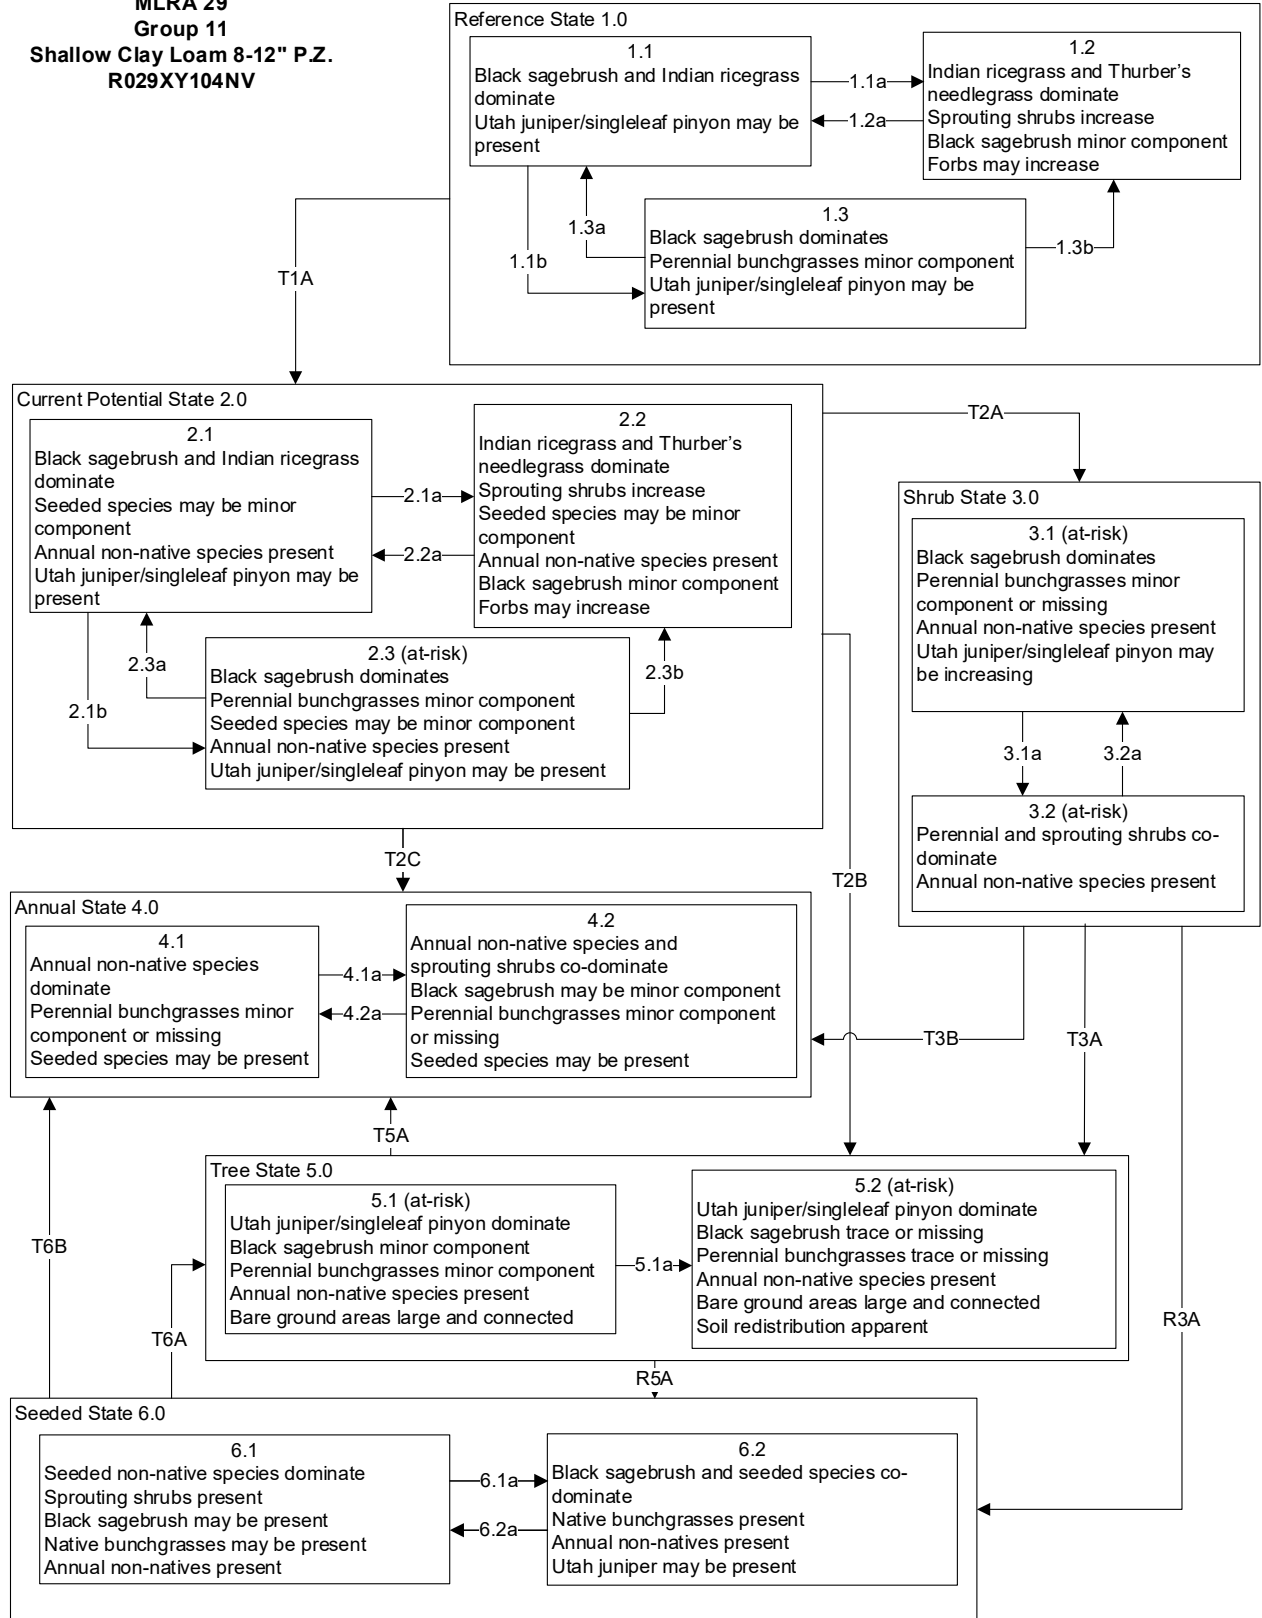 MLRA 29
Group 11
Shallow Clay Loam 8-12" P.Z.
R029XY104NV
Reference State 1.0
1.1
Black sagebrush and Indian ricegrass
dominate
Utah juniper/singleleaf pinyon may be
present
1.1a
1.2a
1.2
Indian ricegrass and Thurber’s
needlegrass dominate
Sprouting shrubs increase
Black sagebrush minor component
Forbs may increase
1.1b
1.3a
1.3
Black sagebrush dominates
Perennial bunchgrasses minor component
Utah juniper/singleleaf pinyon may be
present
1.3b
T1A
Current Potential State 2.0
2.1
Black sagebrush and Indian ricegrass
dominate
Seeded species may be minor
component
Annual non-native species present
Utah juniper/singleleaf pinyon may be
present
2.1a
2.2a
2.2
Indian ricegrass and Thurber’s
needlegrass dominate
Sprouting shrubs increase
Seeded species may be minor
component
Annual non-native species present
Black sagebrush minor component
Forbs may increase
2.1b
2.3a
2.3 (at-risk)
Black sagebrush dominates
Perennial bunchgrasses minor component
Seeded species may be minor component
Annual non-native species present
Utah juniper/singleleaf pinyon may be present
2.3b
T2A
Shrub State 3.0
3.1 (at-risk)
Black sagebrush dominates
Perennial bunchgrasses minor
component or missing
Annual non-native species present
Utah juniper/singleleaf pinyon may
be increasing
3.1a
3.2a
3.2 (at-risk)
Perennial and sprouting shrubs co-
dominate
Annual non-native species present
T2C
T2B
Annual State 4.0
4.1
Annual non-native species
dominate
Perennial bunchgrasses minor
component or missing
Seeded species may be present
4.1a
4.2a
4.2
Annual non-native species and
sprouting shrubs co-dominate
Black sagebrush may be minor component
Perennial bunchgrasses minor component
or missing
Seeded species may be present
T3B
T3A
T5A
Tree State 5.0
5.1 (at-risk)
Utah juniper/singleleaf pinyon dominate
Black sagebrush minor component
Perennial bunchgrasses minor component
Annual non-native species present
Bare ground areas large and connected
5.1a
5.2 (at-risk)
Utah juniper/singleleaf pinyon dominate
Black sagebrush trace or missing
Perennial bunchgrasses trace or missing
Annual non-native species present
Bare ground areas large and connected
Soil redistribution apparent
T6B
T6A
R3A
R5A
Seeded State 6.0
6.1
Seeded non-native species dominate
Sprouting shrubs present
Black sagebrush may be present
Native bunchgrasses may be present
Annual non-natives present
6.1a
6.2a
6.2
Black sagebrush and seeded species co-
dominate
Native bunchgrasses present
Annual non-natives present
Utah juniper may be present